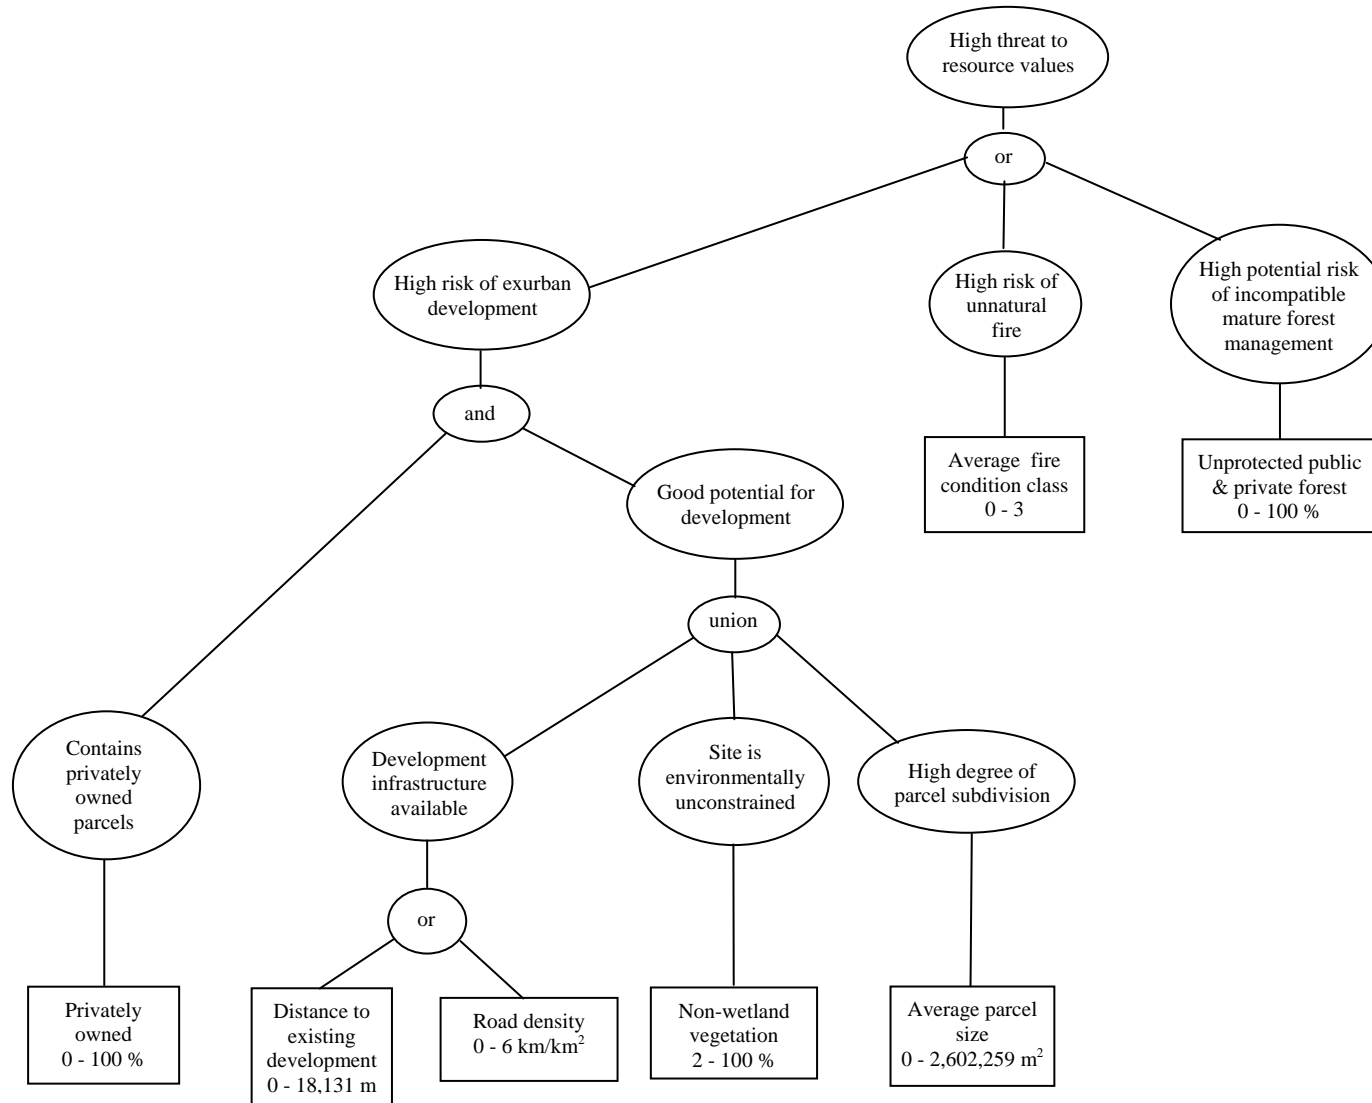 High threat to
resource values
or
High risk of exurban
development
High risk of
unnatural
fire
High potential risk
of incompatible
mature forest
management
and
Average fire
condition class
0 - 3
Unprotected public
& private forest
0 - 100 %
Good potential for
development
union
Contains
privately
owned
parcels
Development
infrastructure
available
Site is
environmentally
unconstrained
High degree of
parcel subdivision
or
Privately
owned
0 - 100 %
Distance to
existing
development
0 - 18,131 m
Road density
0 - 6 km/km²
Non-wetland
vegetation
2 - 100 %
Average parcel
size
0 - 2,602,259 m²